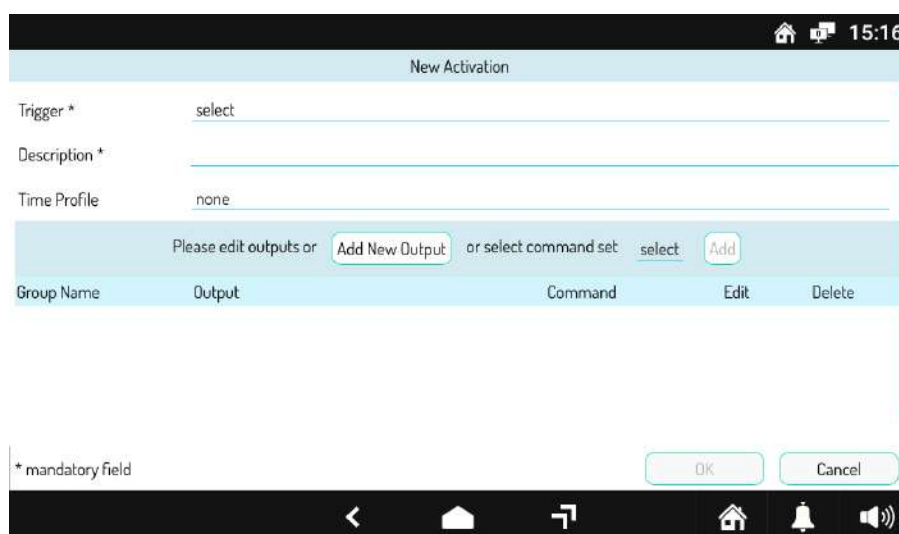 15:16
New Activation
Trigger * select
Description *
Time Profile none
Please edit outputs or Add New Output or select command set select Add
Group Name Output Command Edit Delete
* mandatory field OK Cancel